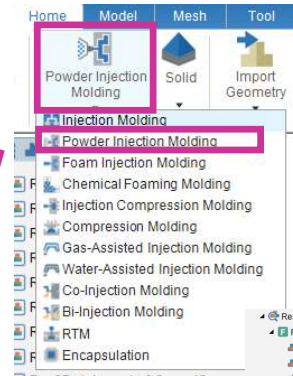 Home Model Mesh Tool
Powder Injection Molding Solid Import Geometry
Injection Molding
Powder Injection Molding
Foam Injection Molding
Chemical Foaming Molding
Injection Compression Molding
Compression Molding
Gas-Assisted Injection Molding
Water-Assisted Injection Molding
Co-Injection Molding
Bi-Injection Molding
RTM
Encapsulation